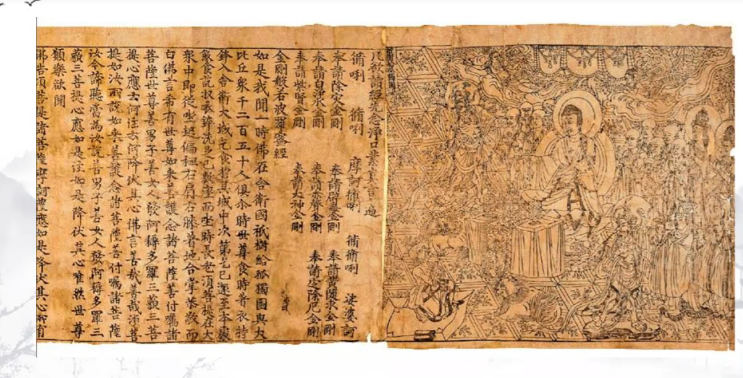 凡欲讀經先念淨口業真言一遍
脩唎 脩唎 摩訶脩唎 脩脩唎 娑婆訶
奉請除災金剛 奉請辟毒金剛 奉請黃隨求金剛
奉請白淨水金剛 奉請赤聲金剛 奉請定除厄金剛
奉請紫賢金剛 奉請大神金剛
金剛般若波羅蜜經
如是我聞一時佛在舍衛國祇樹給孤獨園與大
比丘衆千二百五十人俱尒時世尊食時著衣持
鉢入舍衛大城乞食於其城中次第乞已還至本處
飯食訖收衣鉢洗足已敷座而坐時長老須菩提在大
衆中即從座起偏袒右肩右膝著地合掌恭敬而
白佛言希有世尊如來善護念諸菩薩善付囑諸
菩薩世尊善男子善女人發阿耨多羅三藐三菩
提心應云何住云何降伏其心佛言善哉善哉須菩
提如汝所說如來善護念諸菩薩善付囑諸菩薩
汝今諦聽當為汝說善男子善女人發阿耨多羅三
藐三菩提心應如是住如是降伏其心唯然世尊
願樂欲聞
佛告須菩提諸菩薩摩訶薩應如是降伏其心所有